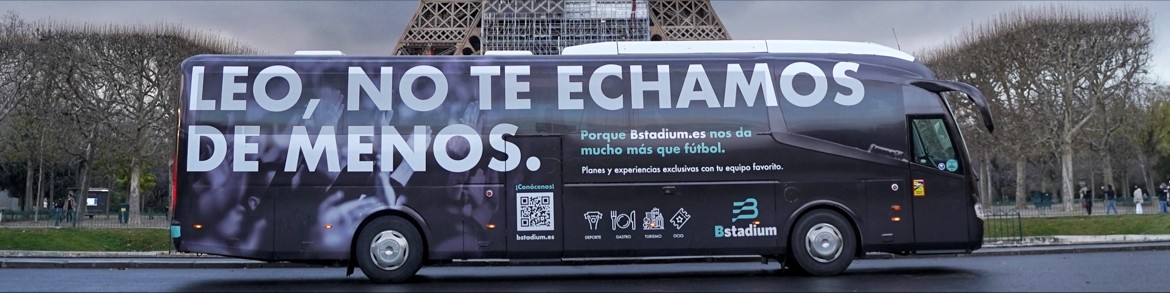 LEO, NO TE ECHAMOS
DE MENOS.
Porque Bstadium.es nos da
mucho más que fútbol.
Planes y experiencias exclusivas con tu equipo favorito.
¡Conócenos!
bstadium.es
DEPORTE GASTRO TURISMO OCIO
Bstadium